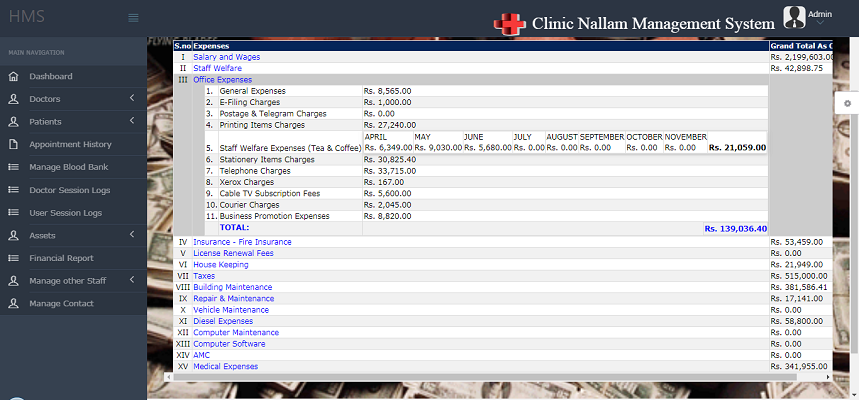 HMS
Clinic Nallam Management System
Admin
MAIN NAVIGATION
Dashboard
Doctors
Patients
Appointment History
Manage Blood Bank
Doctor Session Logs
User Session Logs
Assets
Financial Report
Manage other Staff
Manage Contact
S.no Expenses Grand Total As
I Salary and Wages Rs. 2,199,603.00
II Staff Welfare Rs. 42,898.75
III Office Expenses
1. General Expenses Rs. 8,565.00
2. E-Filing Charges Rs. 1,000.00
3. Postage & Telegram Charges Rs. 0.00
4. Printing Items Charges Rs. 27,240.00
APRIL MAY JUNE JULY AUGUST SEPTEMBER OCTOBER NOVEMBER
5. Staff Welfare Expenses (Tea & Coffee) Rs. 6,349.00 Rs. 9,030.00 Rs. 5,680.00 Rs. 0.00 Rs. 0.00 Rs. 0.00 Rs. 0.00 Rs. 0.00 Rs. 21,059.00
6. Stationery Items Charges Rs. 30,825.40
7. Telephone Charges Rs. 33,715.00
8. Xerox Charges Rs. 167.00
9. Cable TV Subscription Fees Rs. 5,600.00
10. Courier Charges Rs. 2,045.00
11. Business Promotion Expenses Rs. 8,820.00
TOTAL: Rs. 139,036.40
IV Insurance - Fire Insurance Rs. 53,459.00
V License Renewal Fees Rs. 0.00
VI House Keeping Rs. 21,949.00
VII Taxes Rs. 515,000.00
VIII Building Maintenance Rs. 381,586.41
IX Repair & Maintenance Rs. 17,141.00
X Vehicle Maintenance Rs. 0.00
XI Diesel Expenses Rs. 58,800.00
XII Computer Maintenance Rs. 0.00
XIII Computer Software Rs. 0.00
XIV AMC Rs. 0.00
XV Medical Expenses Rs. 341,955.00